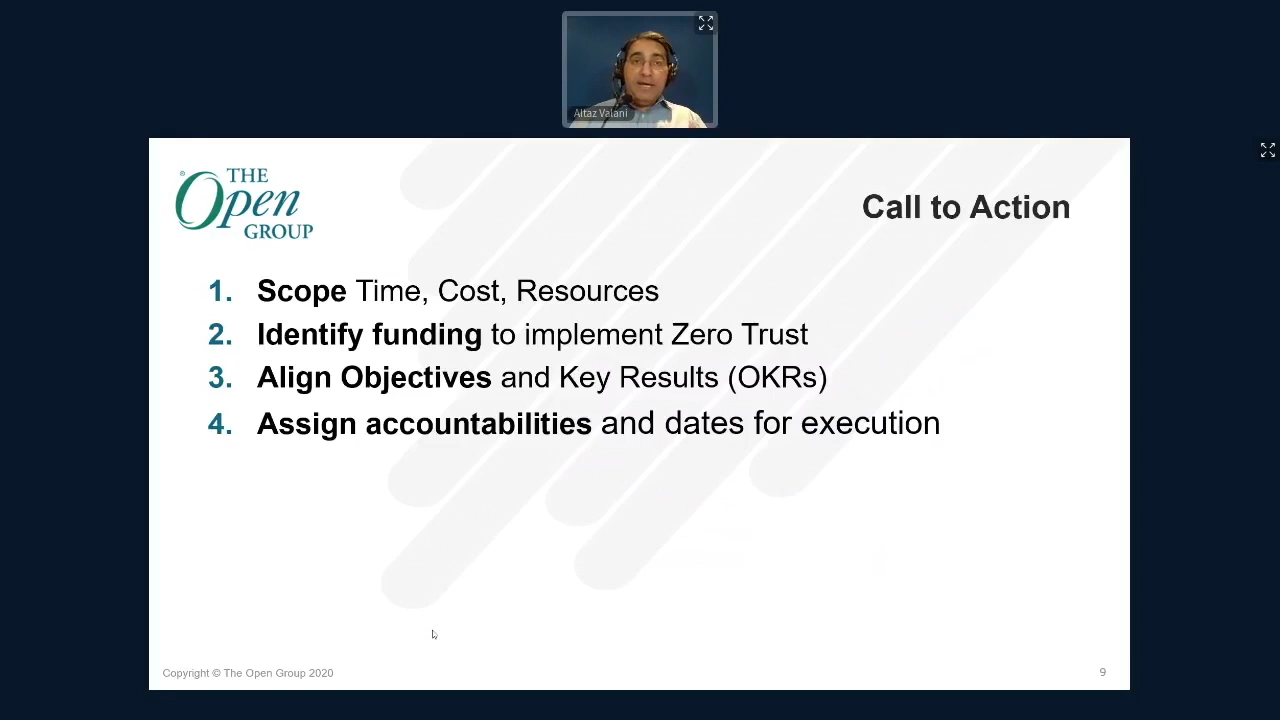 Altaz Valani
THE
Open
GROUP
®
Call to Action
1. Scope Time, Cost, Resources
2. Identify funding to implement Zero Trust
3. Align Objectives and Key Results (OKRs)
4. Assign accountabilities and dates for execution
Copyright © The Open Group 2020
9